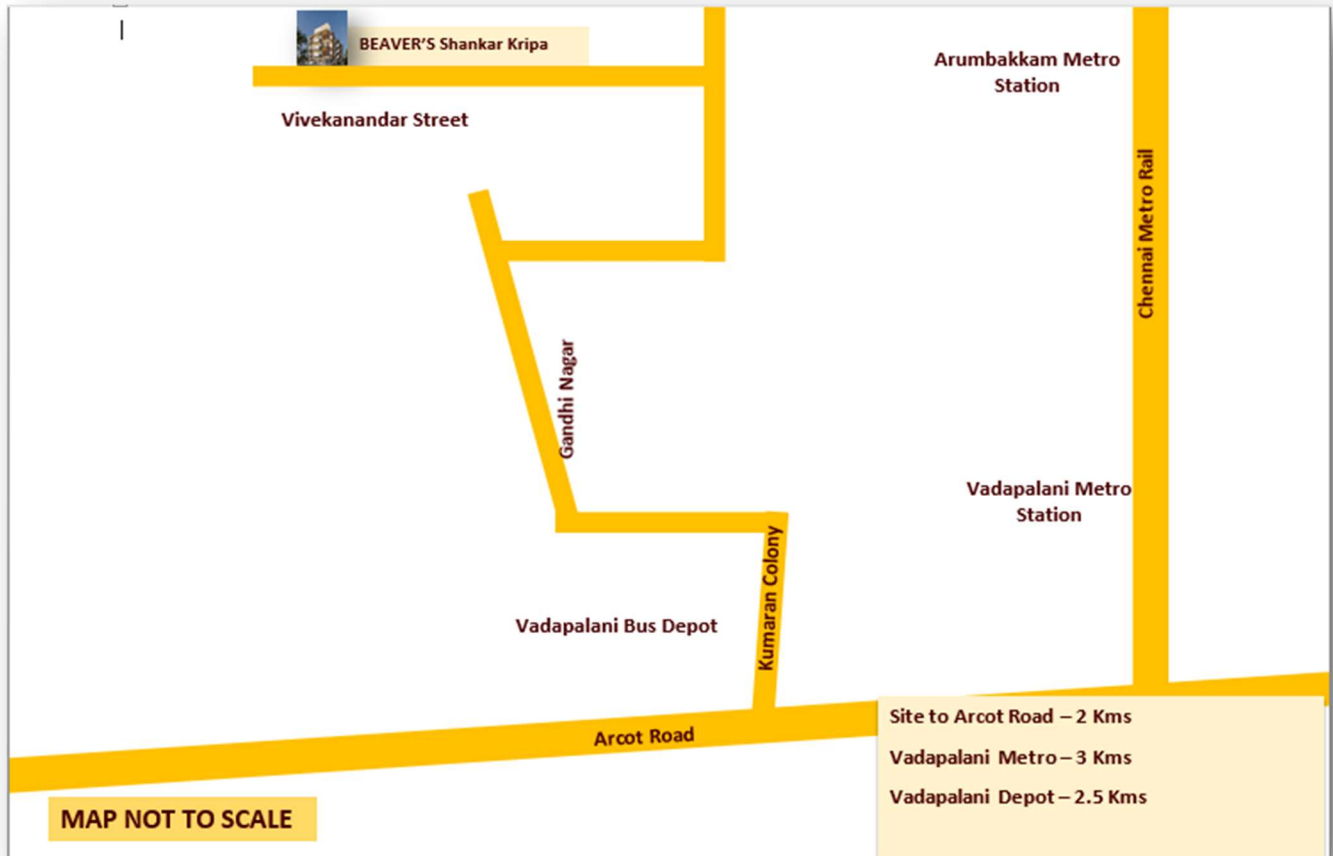 BEAVER'S Shankar Kripa
Arumbakkam Metro
Station
Vivekanandar Street
Chennai Metro Rail
Gandhi Nagar
Vadapalani Metro
Station
Kumaran Colony
Vadapalani Bus Depot
Arcot Road
Site to Arcot Road – 2 Kms
Vadapalani Metro – 3 Kms
Vadapalani Depot – 2.5 Kms
MAP NOT TO SCALE